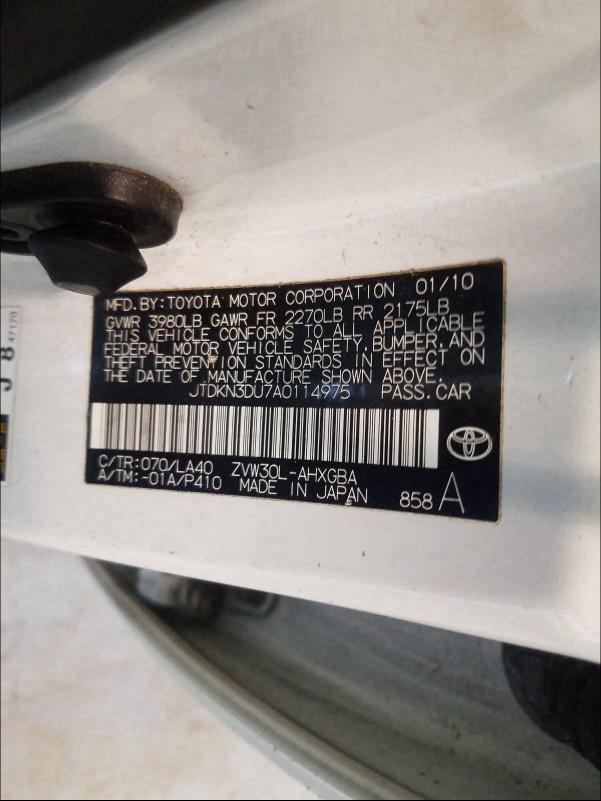 MFD. BY: TOYOTA MOTOR CORPORATION 01/10
GVWR 3980LB GAWR FR 2270LB RR 2175LB
THIS VEHICLE CONFORMS TO ALL APPLICABLE
FEDERAL MOTOR VEHICLE SAFETY, BUMPER, AND
THEFT PREVENTION STANDARDS IN EFFECT ON
THE DATE OF MANUFACTURE SHOWN ABOVE.
JTDKN3DU7A0114975 PASS.CAR
C/TR:070/LA40 ZVW30L-AHXGBA
A/TM:-01A/P410 MADE IN JAPAN
858 A
J 8
47170